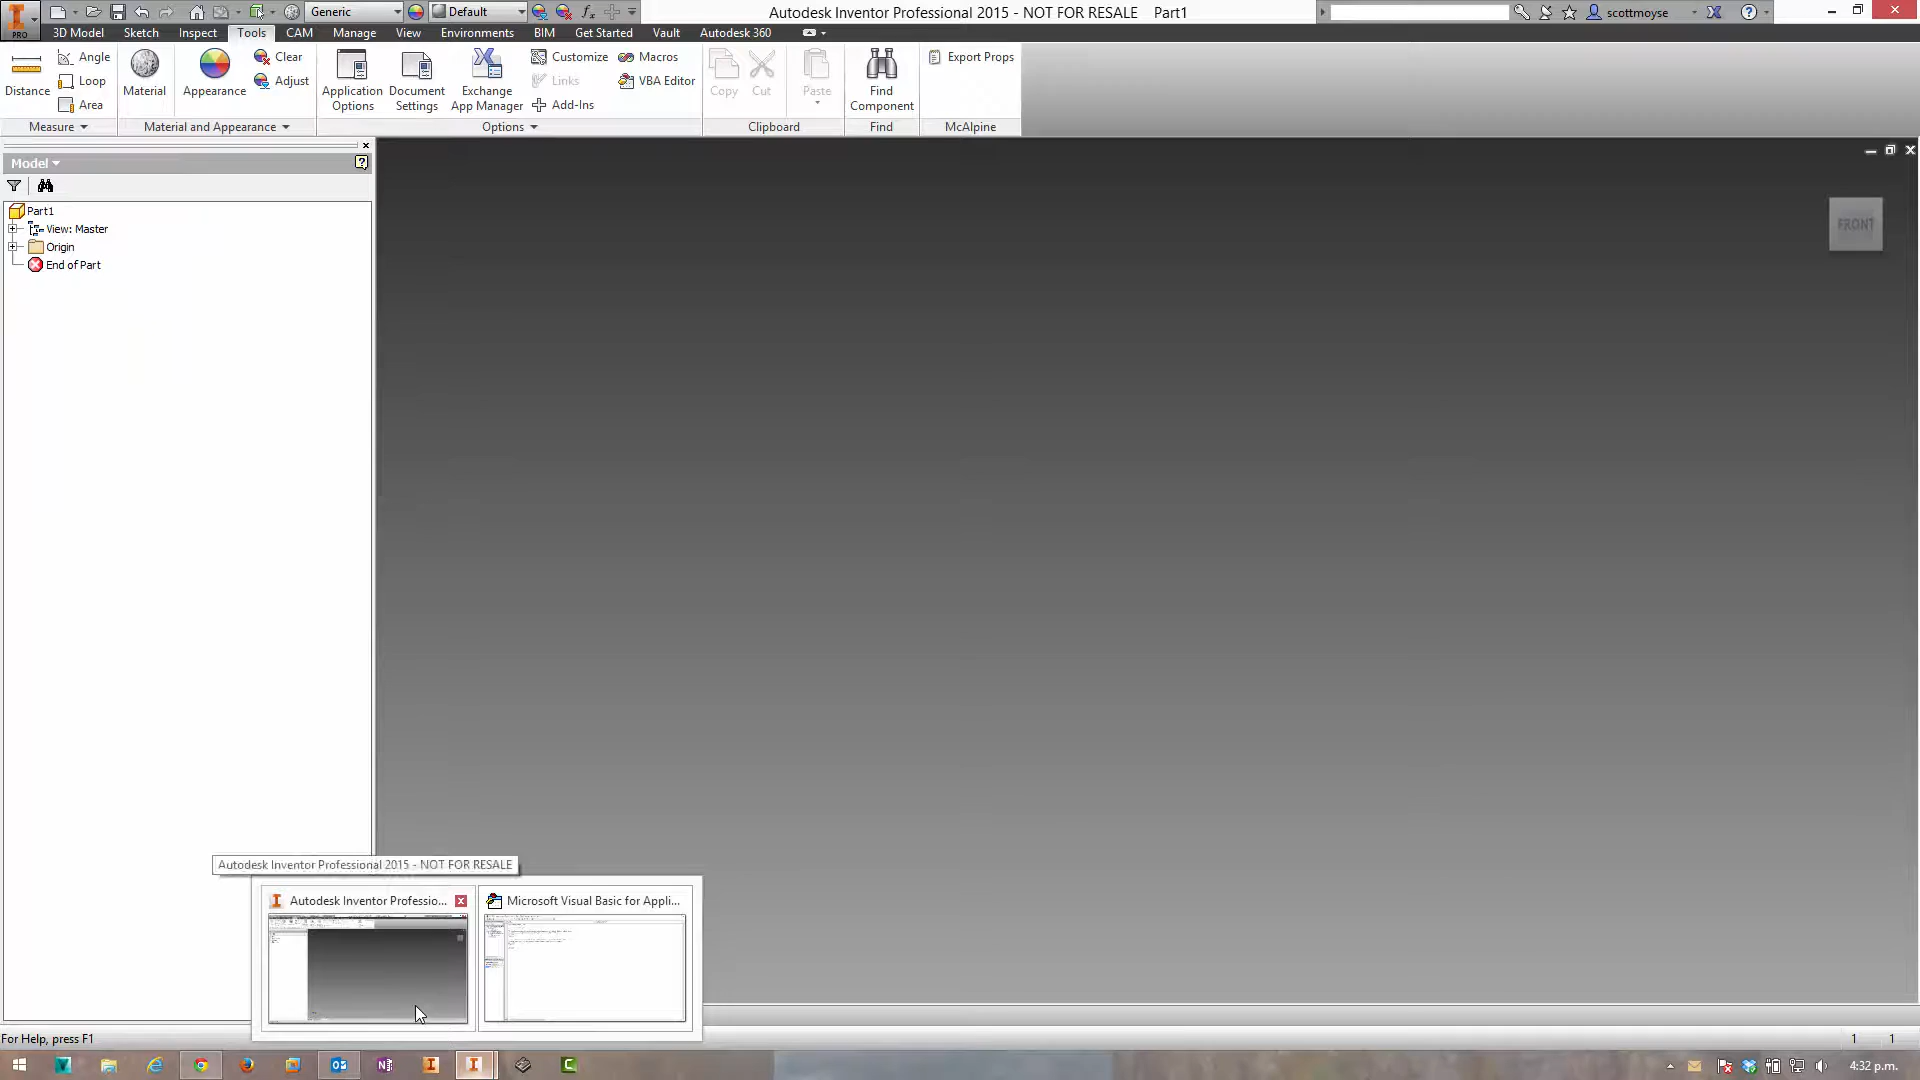 Generic Default Autodesk Inventor Professional 2015 - NOT FOR RESALE Part1 scottmoyse
PRO 3D Model Sketch Inspect Tools CAM Manage View Environments BIM Get Started Vault Autodesk 360
Angle Clear Customize Macros Export Props
Loop Adjust Links VBA Editor
Distance Material Appearance Application Options Document Settings Exchange App Manager Copy Cut Paste Find Component
Area Add-Ins
Measure Material and Appearance Options Clipboard Find McAlpine
Model
Part1
View: Master
FRONT
Origin
End of Part
Autodesk Inventor Professional 2015 - NOT FOR RESALE
Autodesk Inventor Professio... Microsoft Visual Basic for Appli...
For Help, press F1 1 1
4:32 p.m.